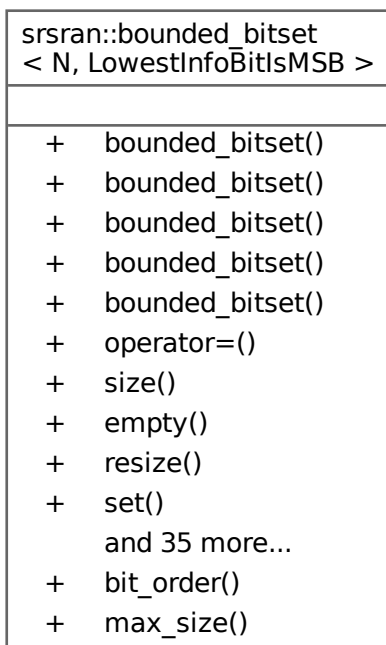 srsran::bounded_bitset
< N, LowestInfoBitIsMSB >
+ bounded_bitset()
+ bounded_bitset()
+ bounded_bitset()
+ bounded_bitset()
+ bounded_bitset()
+ operator=()
+ size()
+ empty()
+ resize()
+ set()
and 35 more...
+ bit_order()
+ max_size()